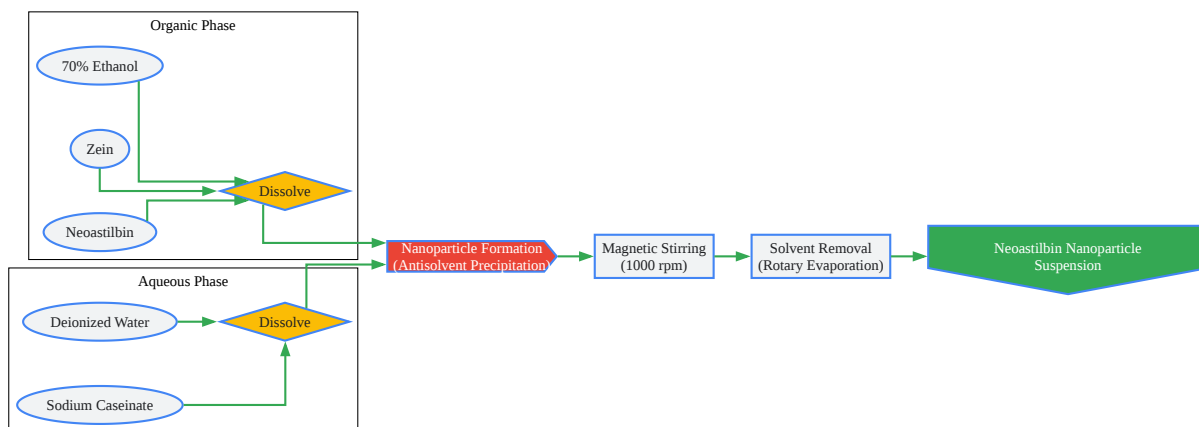 Organic Phase
70% Ethanol
Zein
Dissolve
Neoastilbin
Aqueous Phase
Deionized Water
Dissolve
Sodium Caseinate
Nanoparticle Formation
(Antisolvent Precipitation)
Magnetic Stirring
(1000 rpm)
Solvent Removal
(Rotary Evaporation)
Neoastilbin Nanoparticle
Suspension